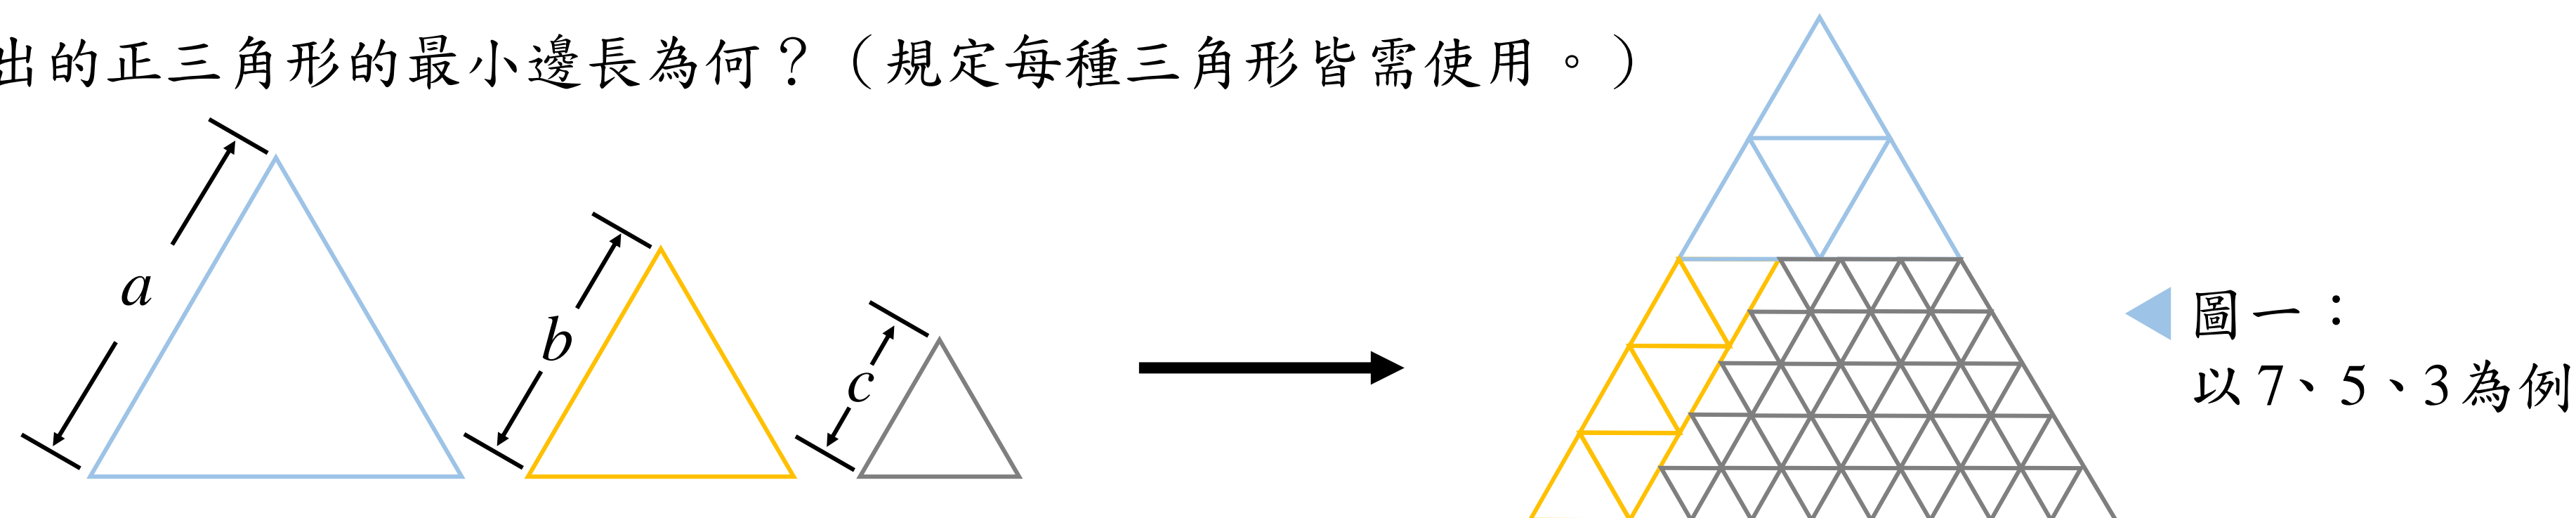 出的正三角形的最小邊長為何？（規定每種三角形皆需使用。）
a
b
c
圖一：
以 7、5、3 為例